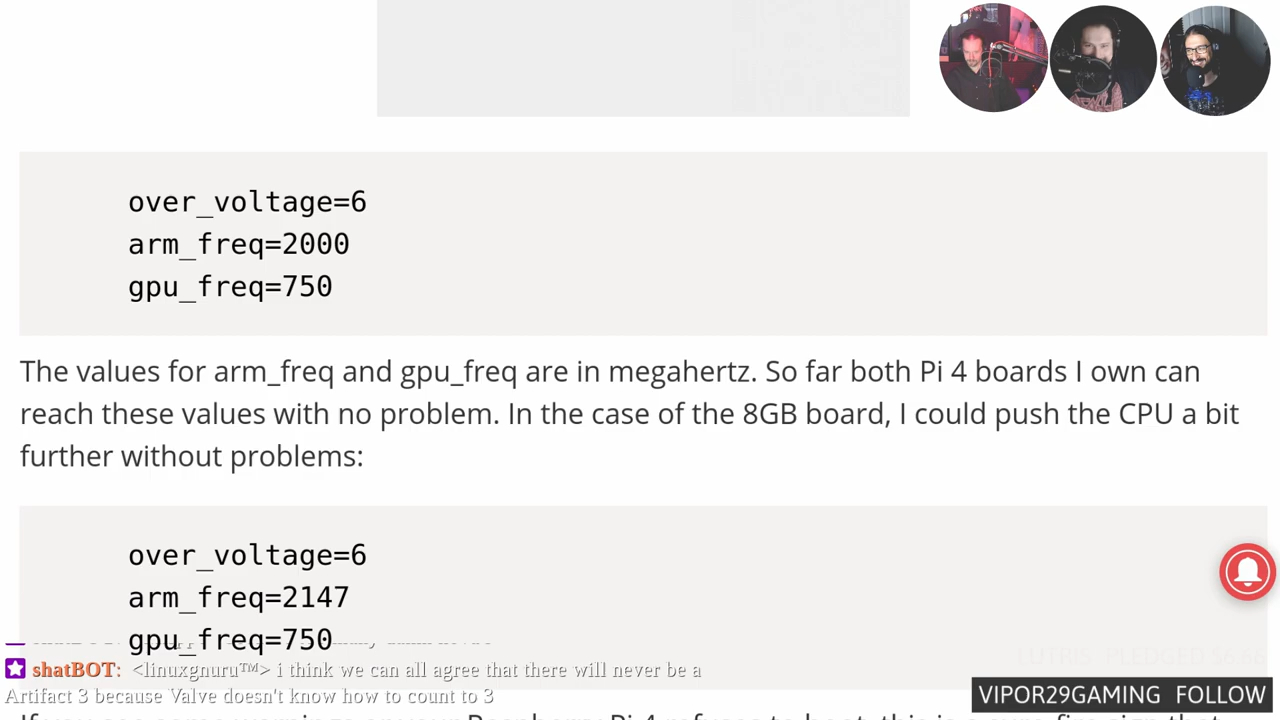 over_voltage=6
arm_freq=2000
gpu_freq=750
The values for arm_freq and gpu_freq are in megahertz. So far both Pi 4 boards I own can
reach these values with no problem. In the case of the 8GB board, I could push the CPU a bit
further without problems:
over_voltage=6
arm_freq=2147
gpu_freq=750
shatBOT: <linuxgnuru™> i think we can all agree that there will never be a
Artifact 3 because Valve doesn't know how to count to 3
LUTRIS PLEDGED
VIPOR29GAMING FOLLOW